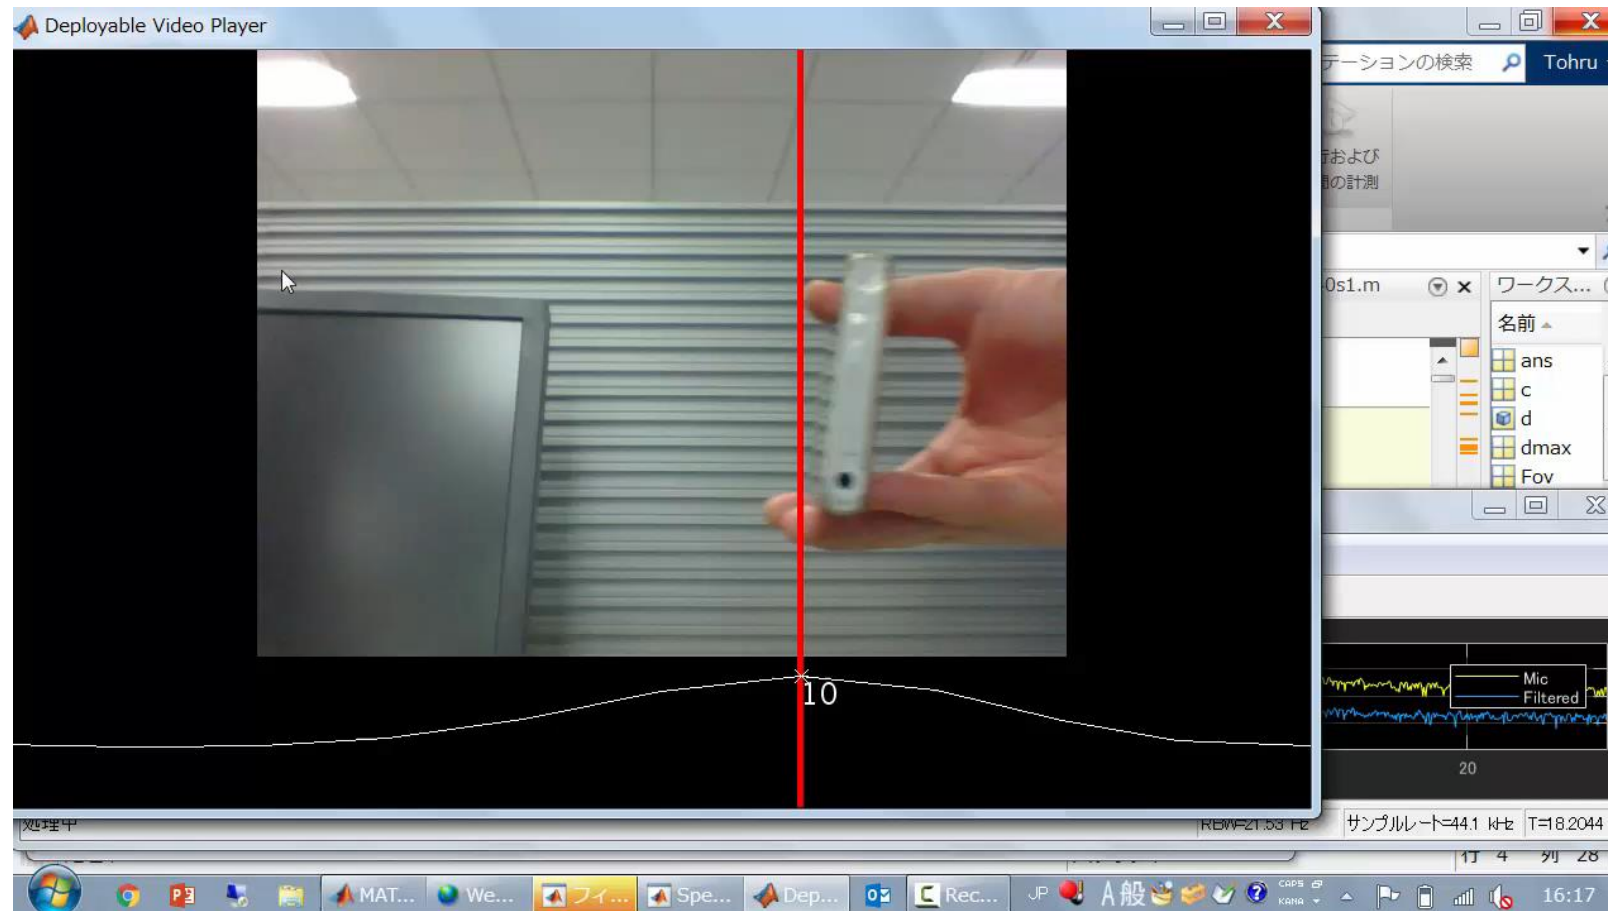 Deployable Video Player
テーションの検索
Tohru
行および
間の計測
0s1.m
ワークス...
名前
ans
c
d
dmax
Fov
10
Mic
Filtered
20
処理中
RBW=21.53 Hz
サンプルレート=44.1 kHz
T=18.2044
行 4 列 28
MAT...
We...
フィ...
Spe...
Dep...
Rec...
JP
A 般
CAPS
KANA
16:17